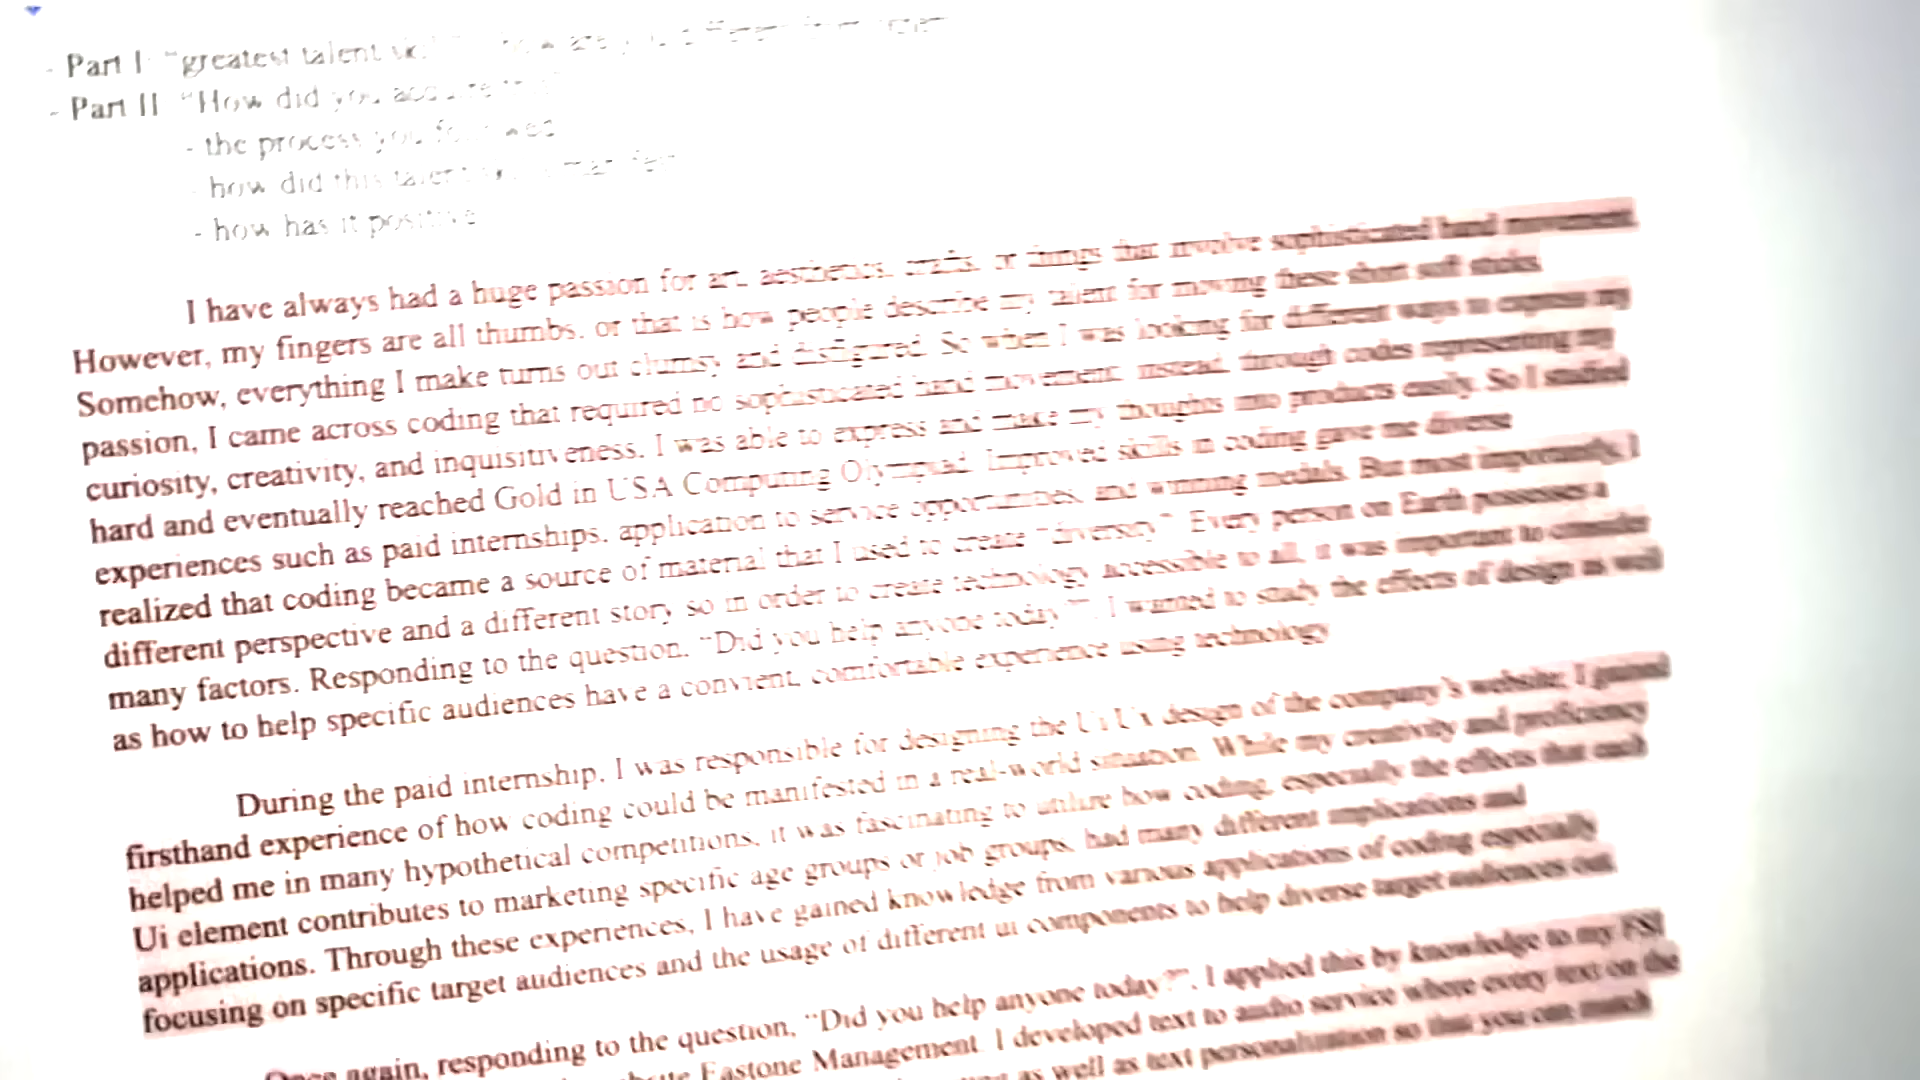 - Part I "greatest talent
- Part II "How did you
- the process you
- how did this talent
- how has it positive
I have always had a huge passion for art, aesthetics, crafts, or things that involve sophisticated hand movement.
However, my fingers are all thumbs, or that is how people describe my talent for moving these short soft sticks.
Somehow, everything I make turns out clumsy and disfigured. So when I was looking for different ways to express my
passion, I came across coding that required no sophisticated hand movement, instead, through codes representing my
curiosity, creativity, and inquisitiveness. I was able to express and make my thoughts into products easily. So I studied
hard and eventually reached Gold in USA Computing Olympiad. Improved skills in coding gave me diverse
experiences such as paid internships, application to service opportunities, and winning medals. But most importantly, I
realized that coding became a source of material that I used to create "diversity". Every person on Earth possesses a
different perspective and a different story so in order to create technology accessible to all, it was important to consider
many factors. Responding to the question, "Did you help anyone today?", I wanted to study the effects of design as well
as how to help specific audiences have a convient, comfortable experience using technology
During the paid internship, I was responsible for designing the Ui Ux design of the company's website; I gained
firsthand experience of how coding could be manifested in a real-world situation. While my creativity and proficiency
helped me in many hypothetical competitions, it was fascinating to utilize how coding, especially the effects that each
Ui element contributes to marketing specific age groups or job groups, had many different implications and
applications. Through these experiences, I have gained knowledge from various applications of coding especially
focusing on specific target audiences and the usage of different ui components to help diverse target audiences out.
Once again, responding to the question, "Did you help anyone today?", I applied this by knowledge to my
Eastone Management. I developed text to audio service where every text on the
as well as text personalization so that you can